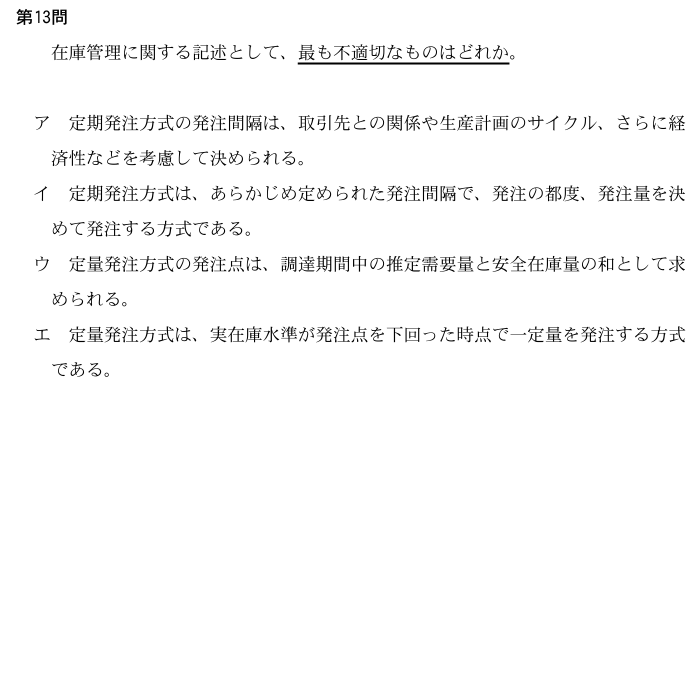 第13問
在庫管理に関する記述として、最も不適切なものはどれか。
ア　定期発注方式の発注間隔は、取引先との関係や生産計画のサイクル、さらに経
済性などを考慮して決められる。
イ　定期発注方式は、あらかじめ定められた発注間隔で、発注の都度、発注量を決
めて発注する方式である。
ウ　定量発注方式の発注点は、調達期間中の推定需要量と安全在庫量の和として求
められる。
エ　定量発注方式は、実在庫水準が発注点を下回った時点で一定量を発注する方式
である。